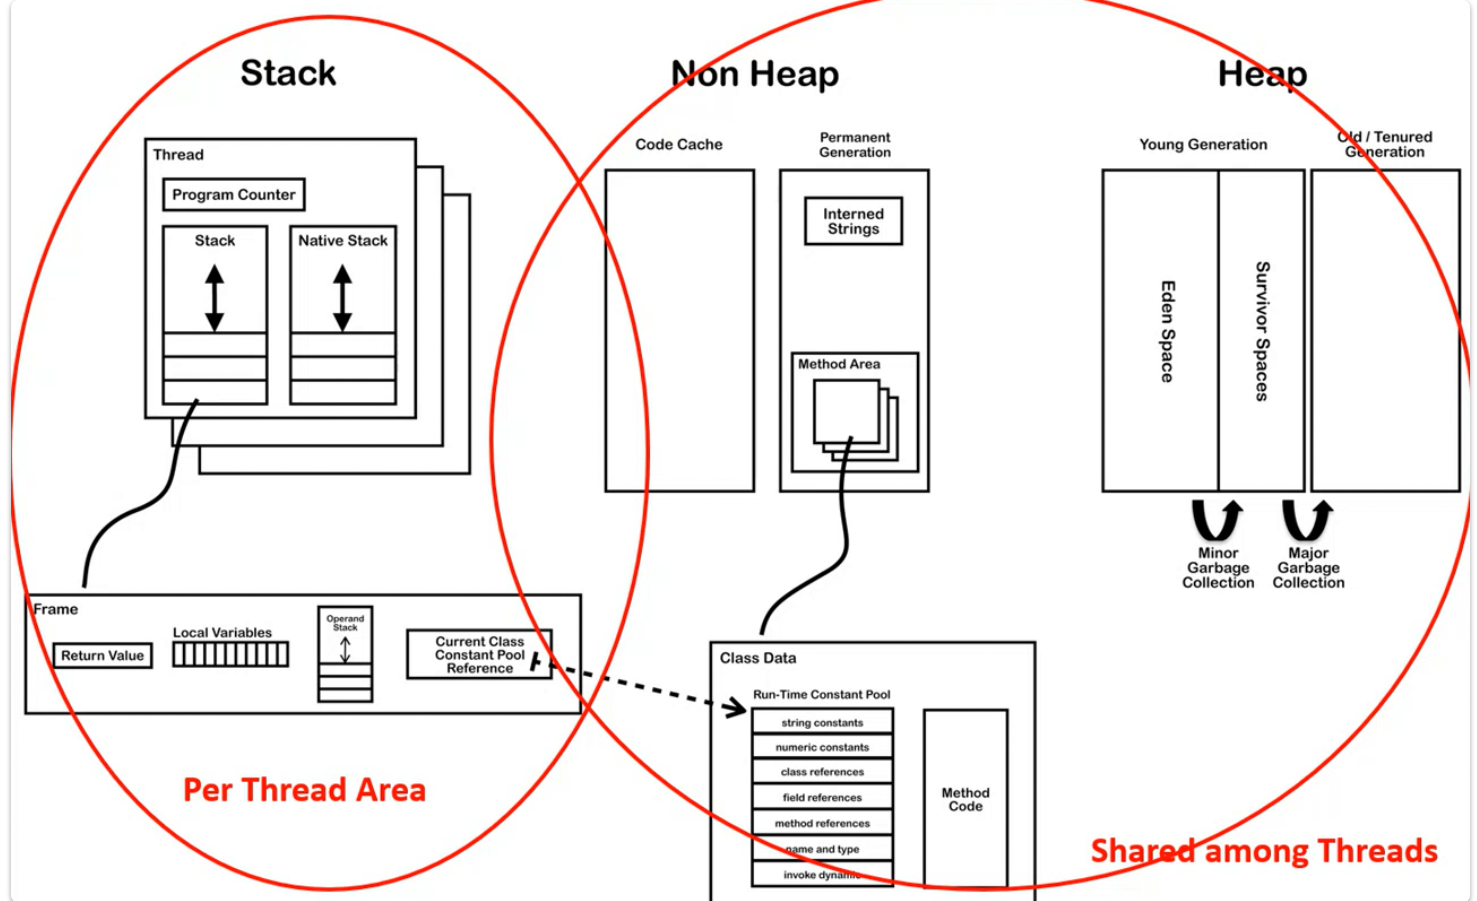 Stack
Non Heap
Heap
Thread
Program Counter
Stack
Native Stack
Code Cache
Permanent
Generation
Interned
Strings
Method Area
Young Generation
Old / Tenured
Generation
Eden Space
Survivor Spaces
Minor
Garbage
Collection
Major
Garbage
Collection
Frame
Return Value
Local Variables
Operand
Stack
Current Class
Constant Pool
Reference
Class Data
Run-Time Constant Pool
string constants
numeric constants
class references
field references
method references
name and type
invoke dynamic
Method
Code
Per Thread Area
Shared among Threads